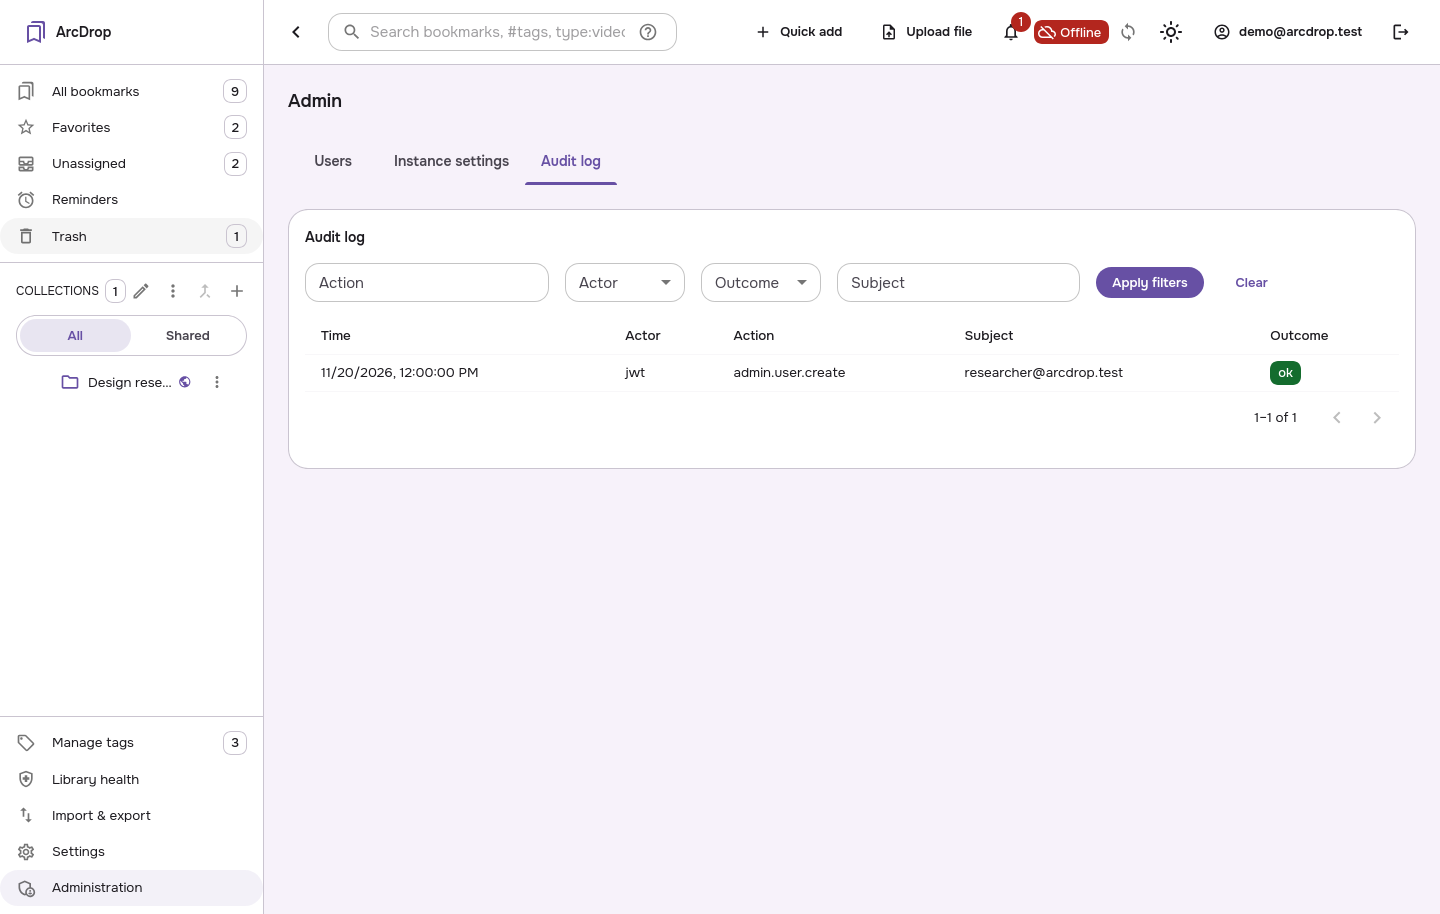 ArcDrop
Search bookmarks, #tags, type:video
Quick add
Upload file
1
Offline
demo@arcdrop.test
All bookmarks 9
Favorites 2
Unassigned 2
Reminders
Trash 1
COLLECTIONS 1
All Shared
Design rese...
Manage tags 3
Library health
Import & export
Settings
Administration
Admin
Users Instance settings Audit log
Audit log
Action Actor Outcome Subject Apply filters Clear
Time Actor Action Subject Outcome
11/20/2026, 12:00:00 PM jwt admin.user.create researcher@arcdrop.test ok
1–1 of 1